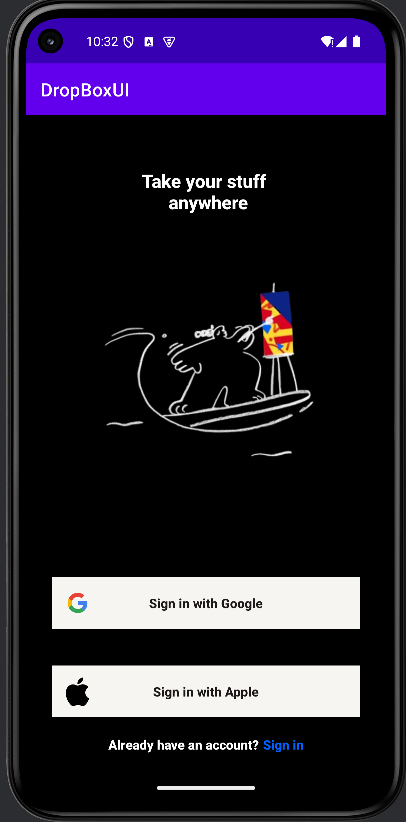 10:32
DropBoxUI
Take your stuff
anywhere
Sign in with Google
Sign in with Apple
Already have an account? Sign in